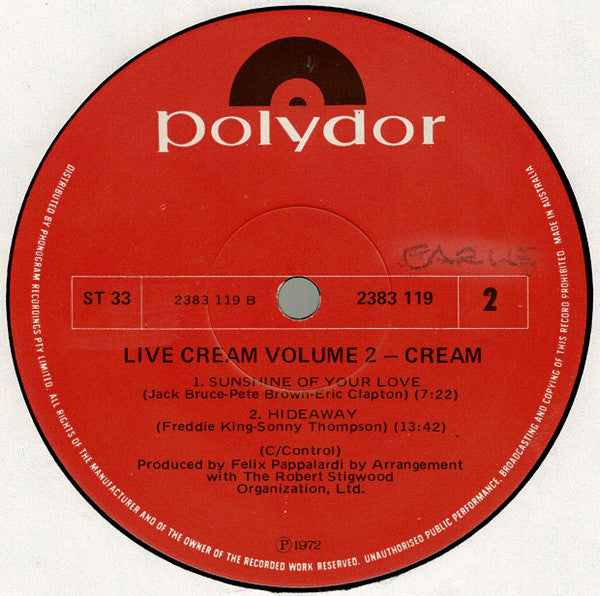 polydor
ST 33
2383 119 B
2383 119
2
LIVE CREAM VOLUME 2 – CREAM
1. SUNSHINE OF YOUR LOVE
(Jack Bruce-Pete Brown-Eric Clapton) (7:22)
2. HIDEAWAY
(Freddie King-Sonny Thompson) (13:42)
(C/Control)
Produced by Felix Pappalardi by Arrangement
with The Robert Stigwood
Organization, Ltd.
Ⓟ1972
DISTRIBUTED BY PHONOGRAM RECORDINGS PTY LIMITED. ALL RIGHTS OF THE MANUFACTURER AND OF THE OWNER OF THE RECORDED WORK RESERVED. UNAUTHORISED PUBLIC PERFORMANCE, BROADCASTING AND COPYING OF THIS RECORD PROHIBITED. MADE IN AUSTRALIA